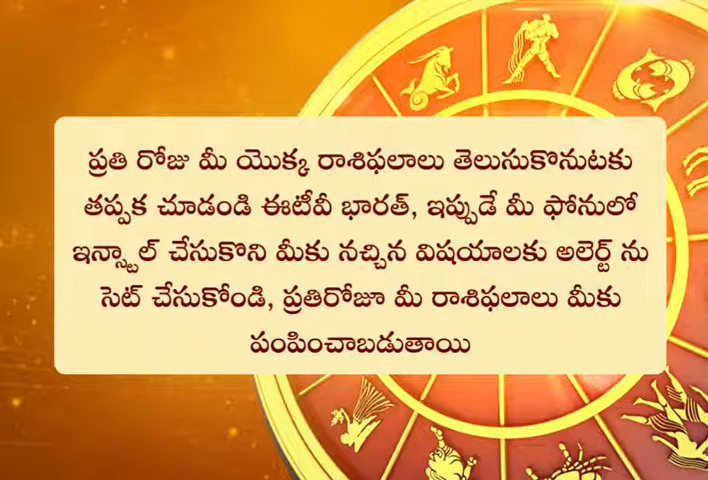 ప్రతి రోజు మీ యొక్క రాశిఫలాలు తెలుసుకొనుటకు
తప్పక చూడండి ఈటీవీ భారత్, ఇప్పుడే మీ ఫోనులో
ఇన్స్టాల్ చేసుకొని మీకు నచ్చిన విషయాలకు అలెర్ట్ ను
సెట్ చేసుకోండి, ప్రతిరోజూ మీ రాశిఫలాలు మీకు
పంపించాబడుతాయి